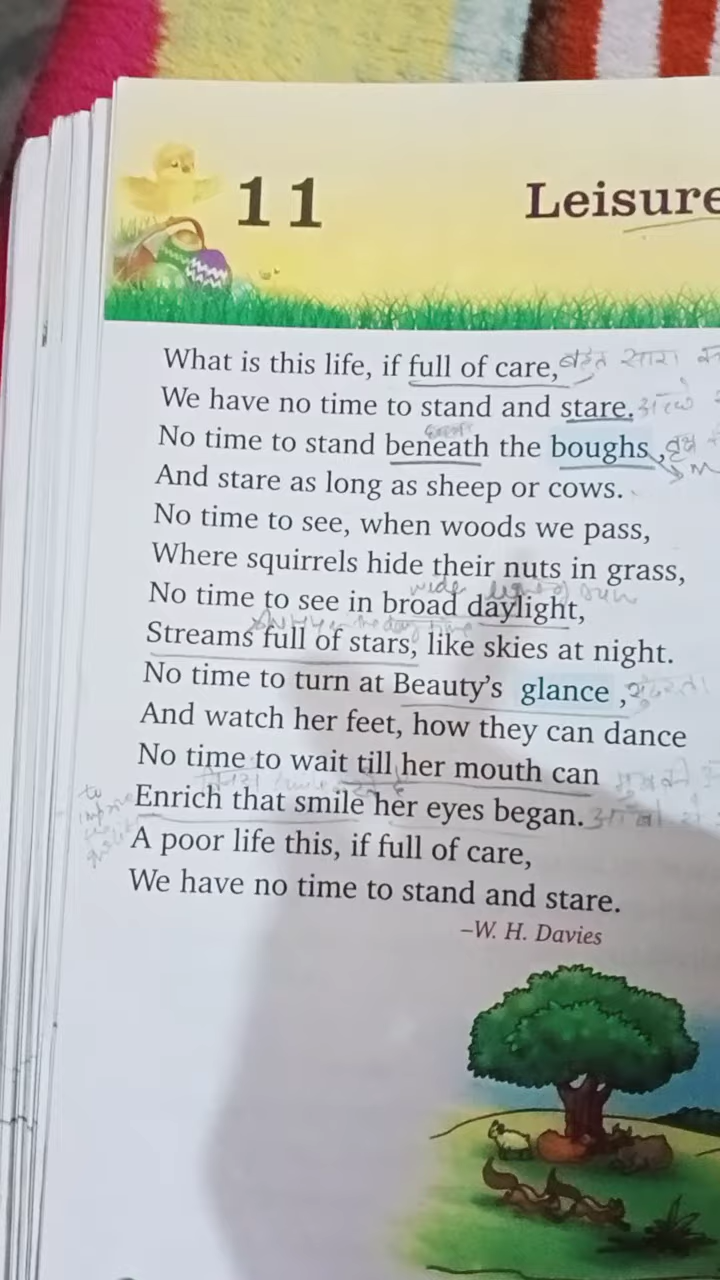 11
Leisure
What is this life, if full of care, बहुत सारा
We have no time to stand and stare.
No time to stand beneath the boughs,
And stare as long as sheep or cows.
No time to see, when woods we pass,
Where squirrels hide their nuts in grass,
wide
No time to see in broad daylight,
Streams full of stars, like skies at night.
No time to turn at Beauty's glance,
And watch her feet, how they can dance
No time to wait till her mouth can
Enrich that smile her eyes began.
to
A poor life this, if full of care,
We have no time to stand and stare.
–W. H. Davies